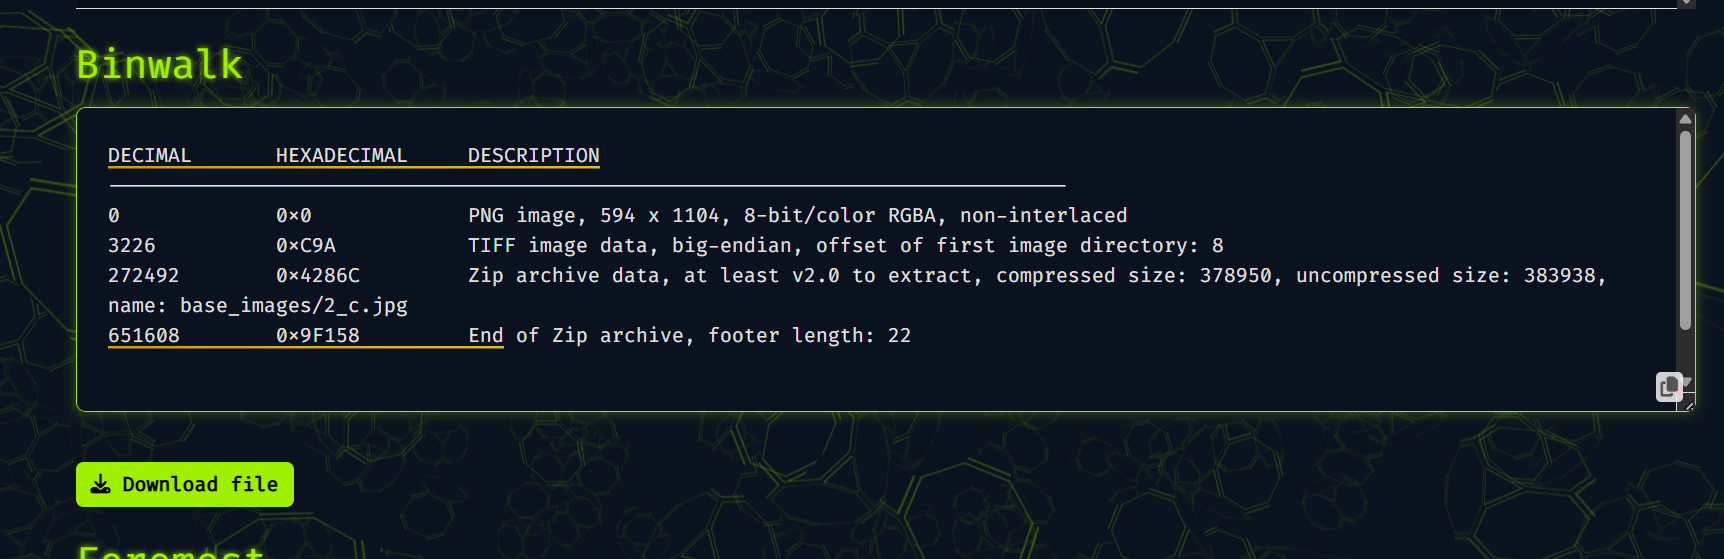 Binwalk
DECIMAL HEXADECIMAL DESCRIPTION
--------------------------------------------------------------------------------
0 0x0 PNG image, 594 x 1104, 8-bit/color RGBA, non-interlaced
3226 0xC9A TIFF image data, big-endian, offset of first image directory: 8
272492 0x4286C Zip archive data, at least v2.0 to extract, compressed size: 378950, uncompressed size: 383938,
name: base_images/2_c.jpg
651608 0x9F158 End of Zip archive, footer length: 22
Download file
Foremost